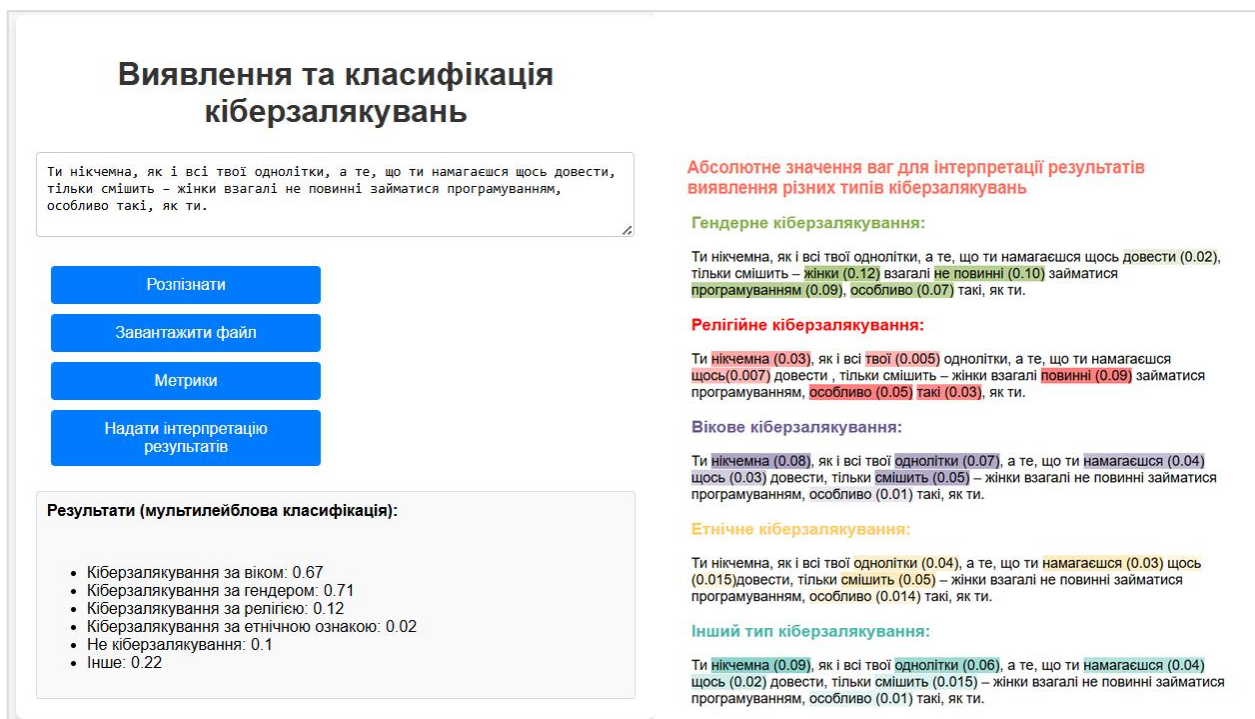 Виявлення та класифікація
кіберзалякувань
Ти нікчемна, як і всі твої однолітки, а те, що ти намагаєшся щось довести,
тільки смішить – жінки взагалі не повинні займатися програмуванням,
особливо такі, як ти.
Розпізнати
Завантажити файл
Метрики
Надати інтерпретацію
результатів
Результати (мультилейблова класифікація):
Кіберзалякування за віком: 0.67
Кіберзалякування за гендером: 0.71
Кіберзалякування за релігією: 0.12
Кіберзалякування за етнічною ознакою: 0.02
Не кіберзалякування: 0.1
Інше: 0.22
Абсолютне значення ваг для інтерпретації результатів
виявлення різних типів кіберзалякувань
Гендерне кіберзалякування:
Ти нікчемна, як і всі твої однолітки, а те, що ти намагаєшся щось довести (0.02),
тільки смішить – жінки (0.12) взагалі не повинні (0.10) займатися
програмуванням (0.09), особливо (0.07) такі, як ти.
Релігійне кіберзалякування:
Ти нікчемна (0.03), як і всі твої (0.005) однолітки, а те, що ти намагаєшся
щось(0.007) довести , тільки смішить – жінки взагалі повинні (0.09) займатися
програмуванням, особливо (0.05) такі (0.03), як ти.
Вікове кіберзалякування:
Ти нікчемна (0.08), як і всі твої однолітки (0.07), а те, що ти намагаєшся (0.04)
щось (0.03) довести, тільки смішить (0.05) – жінки взагалі не повинні займатися
програмуванням, особливо (0.01) такі, як ти.
Етнічне кіберзалякування:
Ти нікчемна, як і всі твої однолітки (0.04), а те, що ти намагаєшся (0.03) щось
(0.015)довести, тільки смішить (0.05) – жінки взагалі не повинні займатися
програмуванням, особливо (0.014) такі, як ти.
Інший тип кіберзалякування:
Ти нікчемна (0.09), як і всі твої однолітки (0.06), а те, що ти намагаєшся (0.04)
щось (0.02) довести, тільки смішить (0.015) – жінки взагалі не повинні займатися
програмуванням, особливо (0.01) такі, як ти.